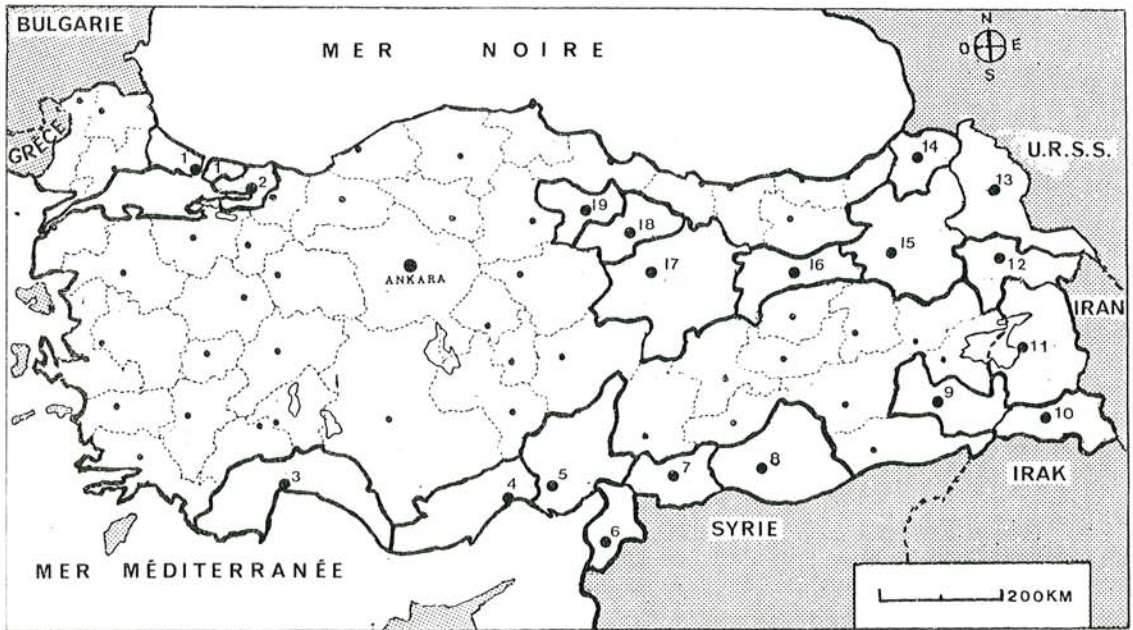 BULGARIE
MER NOIRE
N
O E
S
GRÈCE
U.R.S.S.
1
1
2
14
13
19
18
15
12
17
16
ANKARA
IRAN
11
9
10
3
4
5
7
8
6
IRAK
SYRIE
MER MÉDITERRANÉE
200KM